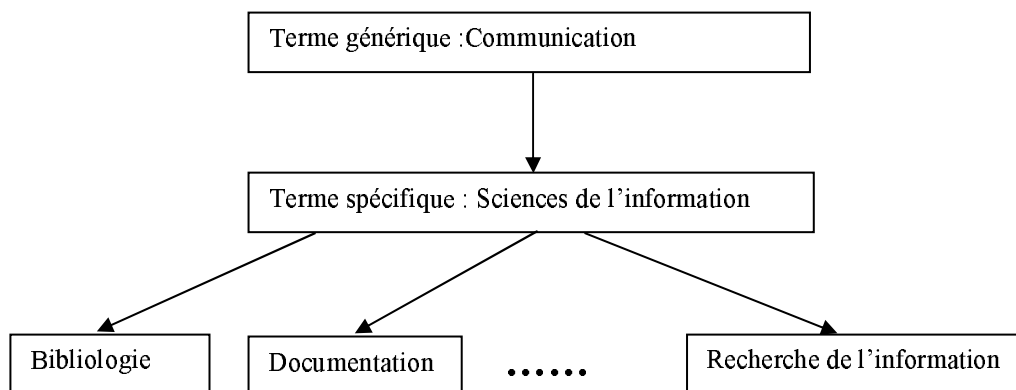 Terme générique :Communication
Terme spécifique : Sciences de l’information
Bibliologie
Documentation
......
Recherche de l’information